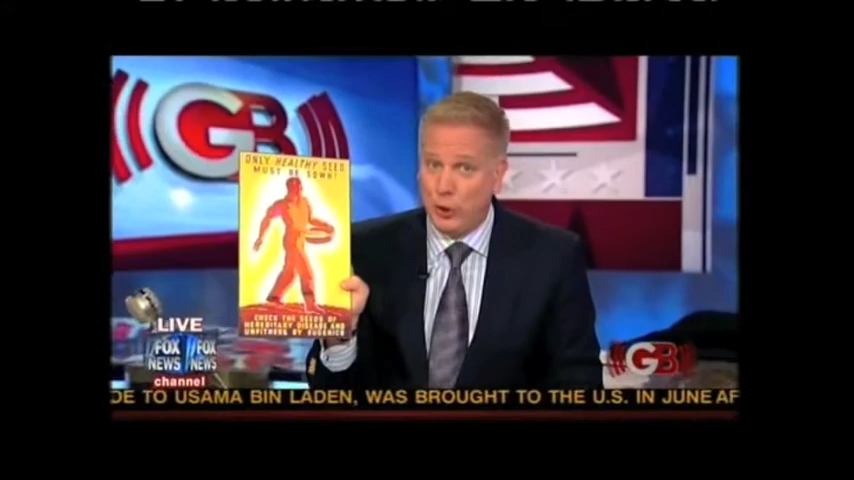 GB
ONLY HEALTHY SEED
MUST BE SOWN!
CHECK THE SEEDS OF
HEREDITARY DISEASE AND
UNFITNESS BY EUGENICS
LIVE
FOX
NEWS
FOX
NEWS
channel
GB
DE TO USAMA BIN LADEN, WAS BROUGHT TO THE U.S. IN JUNE AF